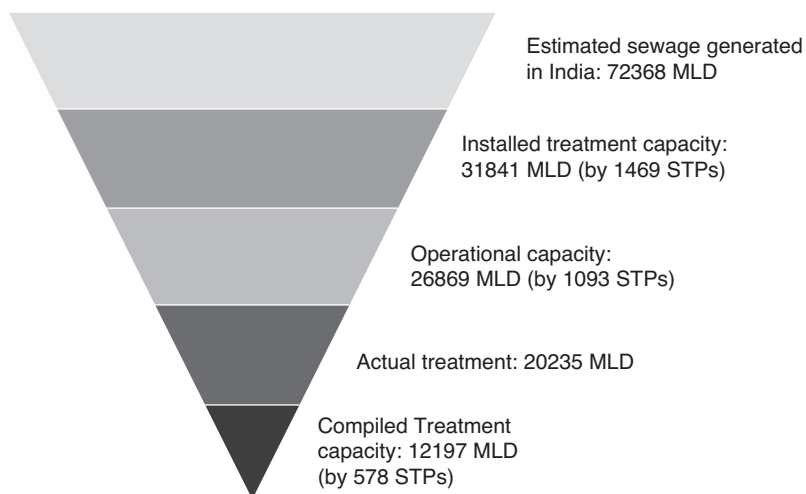 Estimated sewage generated
in India: 72368 MLD
Installed treatment capacity:
31841 MLD (by 1469 STPs)
Operational capacity:
26869 MLD (by 1093 STPs)
Actual treatment: 20235 MLD
Compiled Treatment
capacity: 12197 MLD
(by 578 STPs)